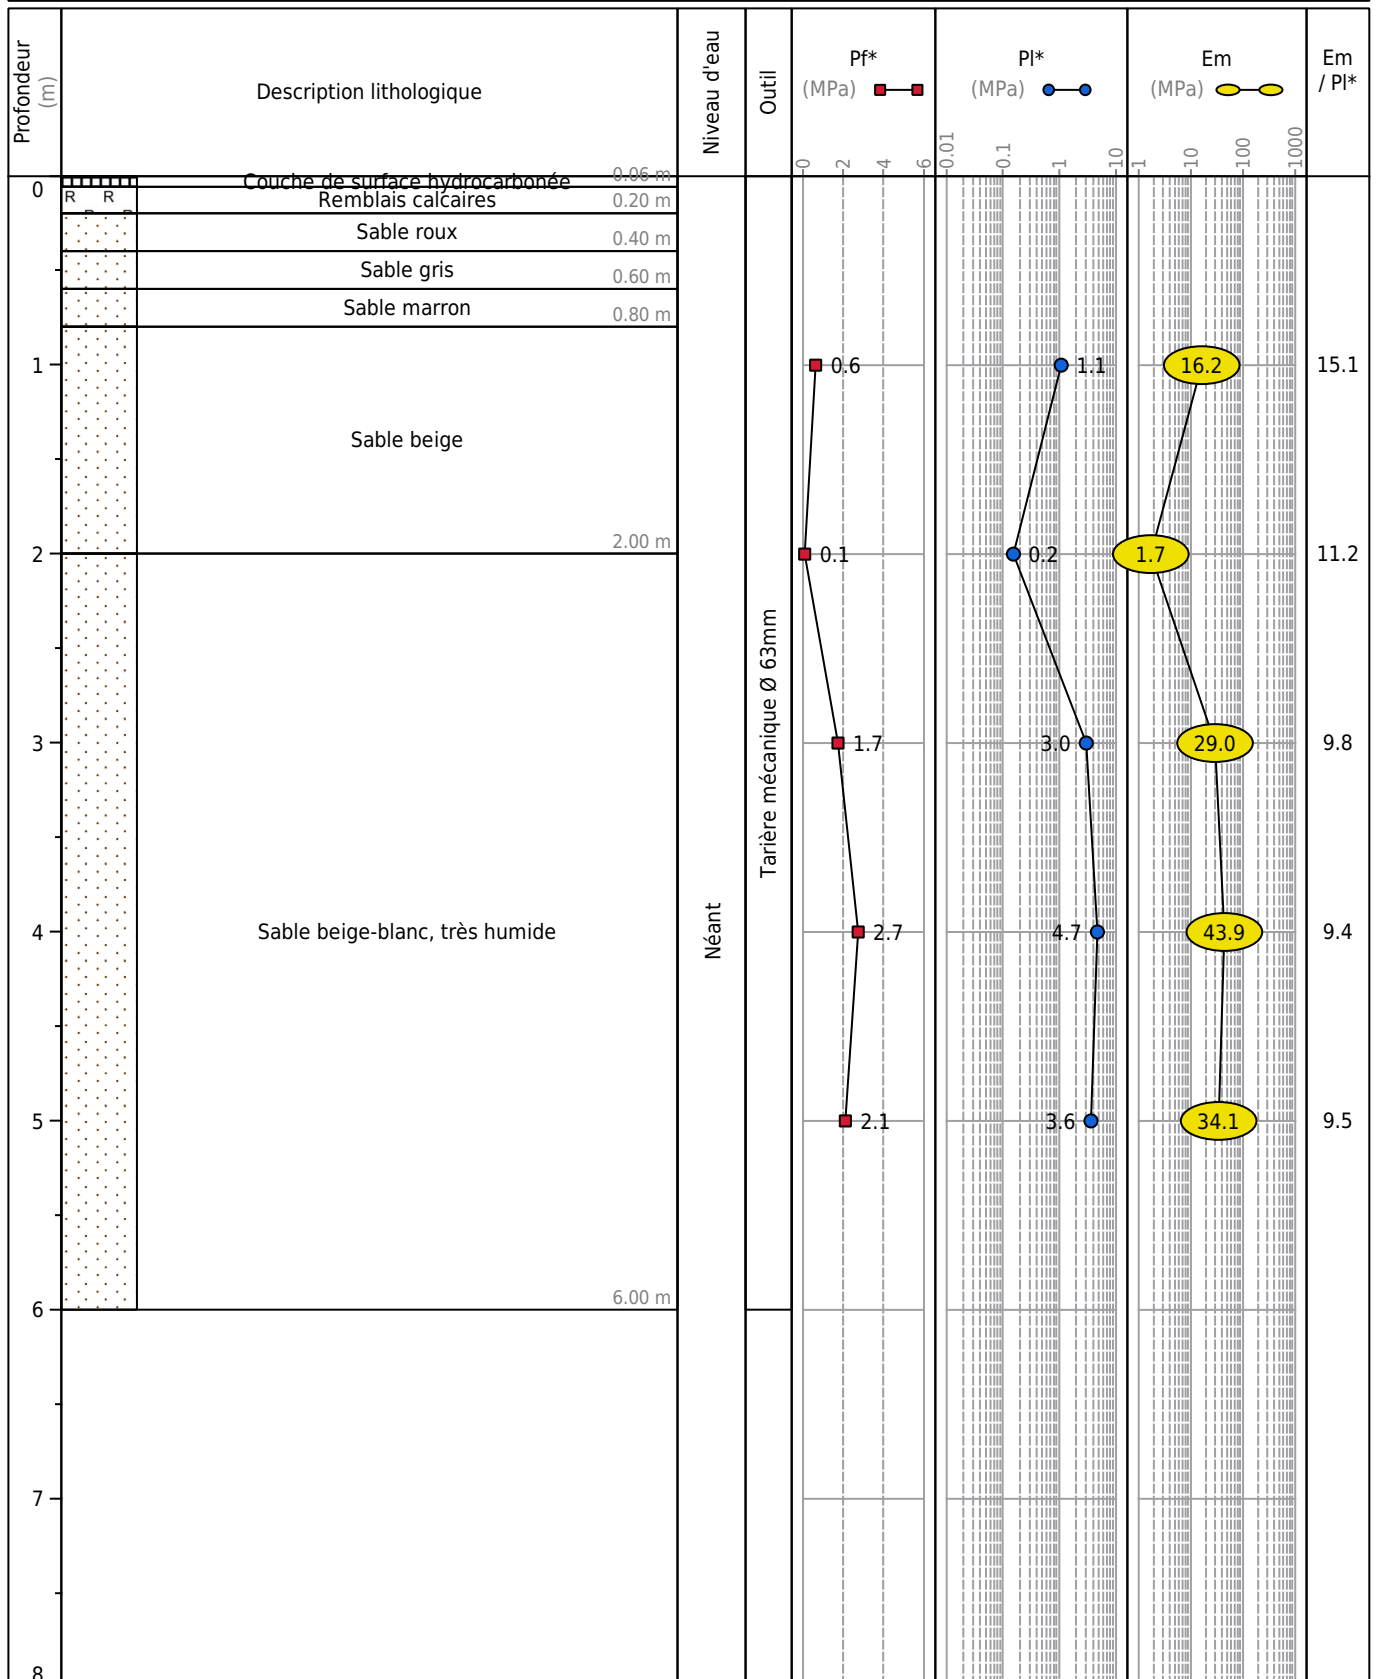 Profondeur
(m)
Description lithologique
Niveau d'eau
Outil
Pf*
(MPa)
0 2 4 6
Pl*
(MPa)
0.01 0.1 1 10
Em
(MPa)
1 10 100 1000
Em
/ Pl*
0
Couche de surface hydrocarbonée 0.06 m
R R
Remblais calcaires 0.20 m
Sable roux 0.40 m
Sable gris 0.60 m
Sable marron 0.80 m
1 0.6 1.1 16.2 15.1
Sable beige
2.00 m
2 0.1 0.2 1.7 11.2
Tarière mécanique Ø 63mm
3 1.7 3.0 29.0 9.8
Néant
4 Sable beige-blanc, très humide 2.7 4.7 43.9 9.4
5 2.1 3.6 34.1 9.5
6.00 m
6
7
8